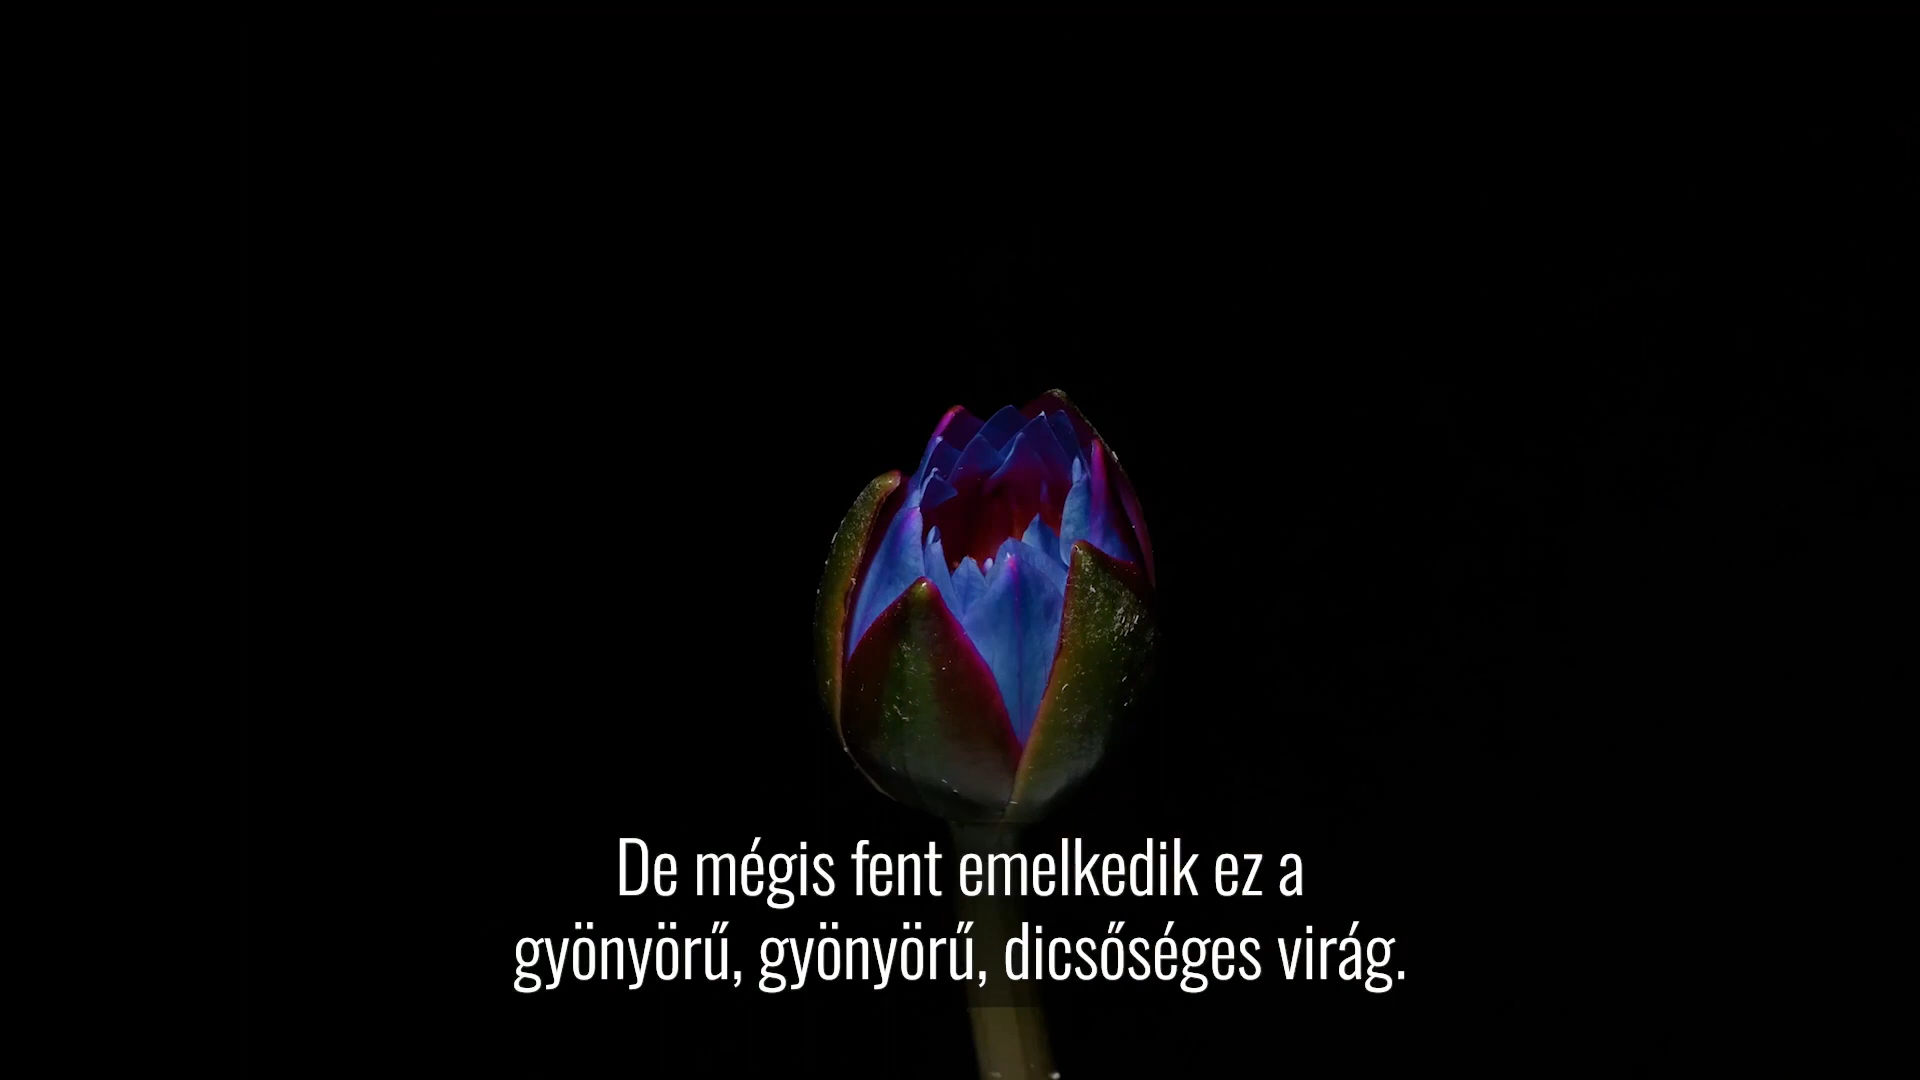 De mégis fent emelkedik ez a
gyönyörű, gyönyörű, dicsőséges virág.